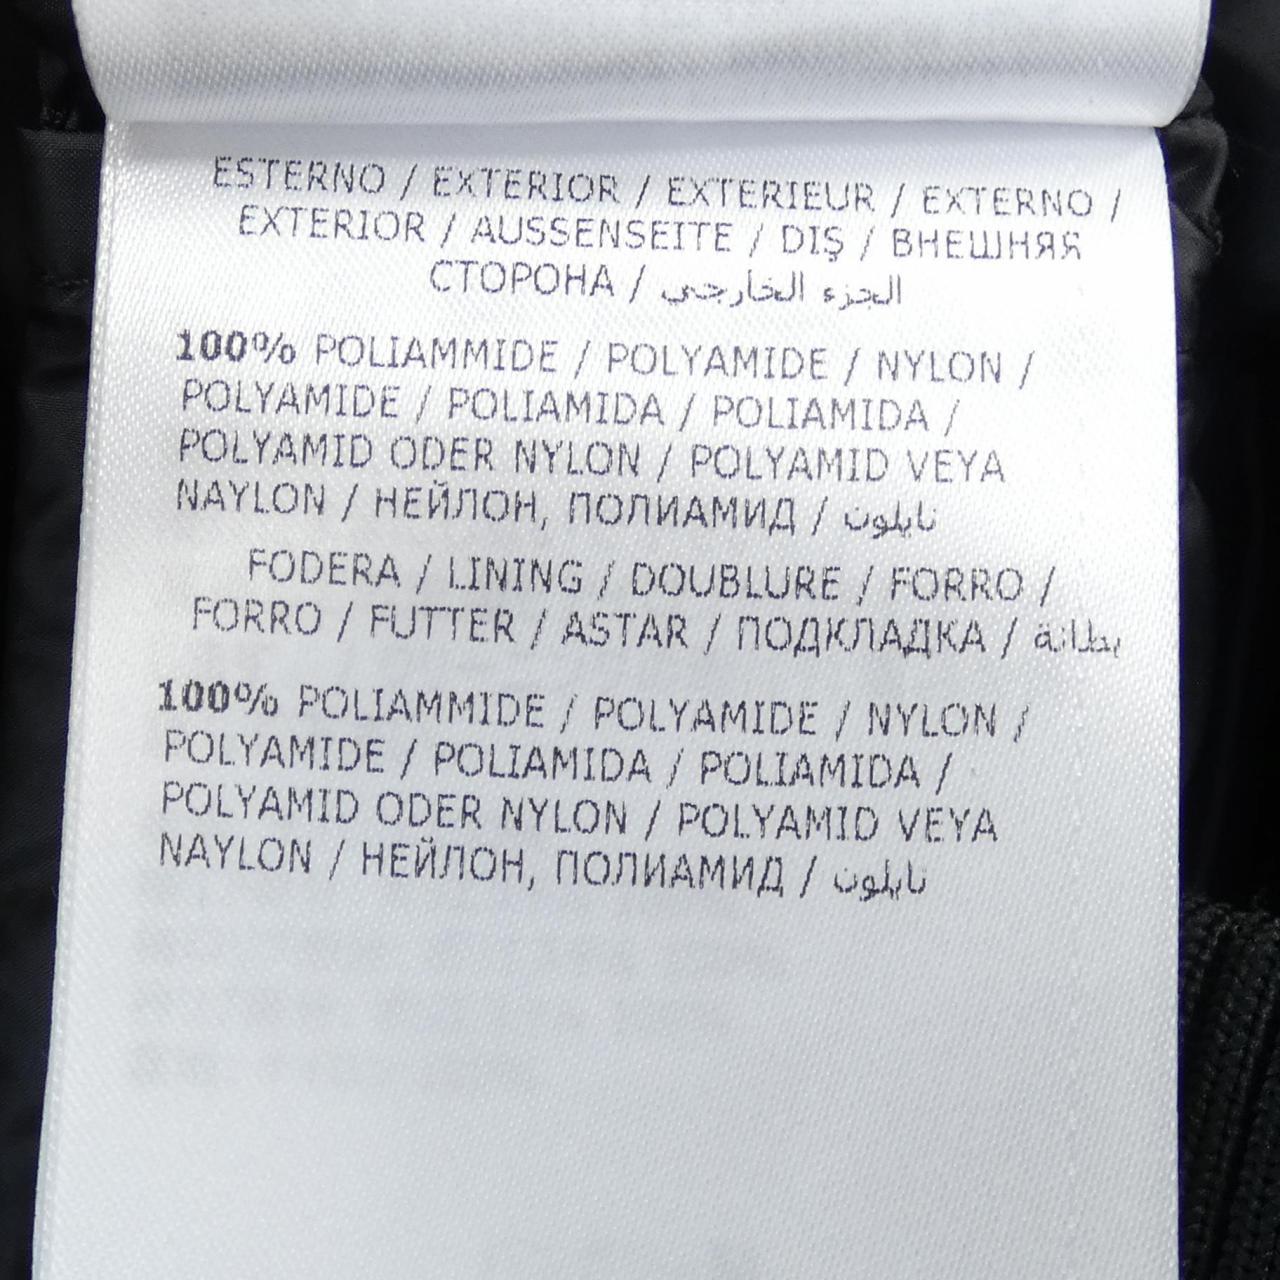 ESTERNO / EXTERIOR / EXTERIEUR / EXTERNO /
EXTERIOR / AUSSENSEITE / DIŞ / ВНЕШНЯЯ
СТОРОНА / الجزء الخارجي
100% POLIAMMIDE / POLYAMIDE / NYLON /
POLYAMIDE / POLIAMIDA / POLIAMIDA /
POLYAMID ODER NYLON / POLYAMID VEYA
NAYLON / НЕЙЛОН, ПОЛИАМИД / نايلون
FODERA / LINING / DOUBLURE / FORRO /
FORRO / FUTTER / ASTAR / ПОДКЛАДКА / بطانة
100% POLIAMMIDE / POLYAMIDE / NYLON /
POLYAMIDE / POLIAMIDA / POLIAMIDA /
POLYAMID ODER NYLON / POLYAMID VEYA
NAYLON / НЕЙЛОН, ПОЛИАМИД / نايلون